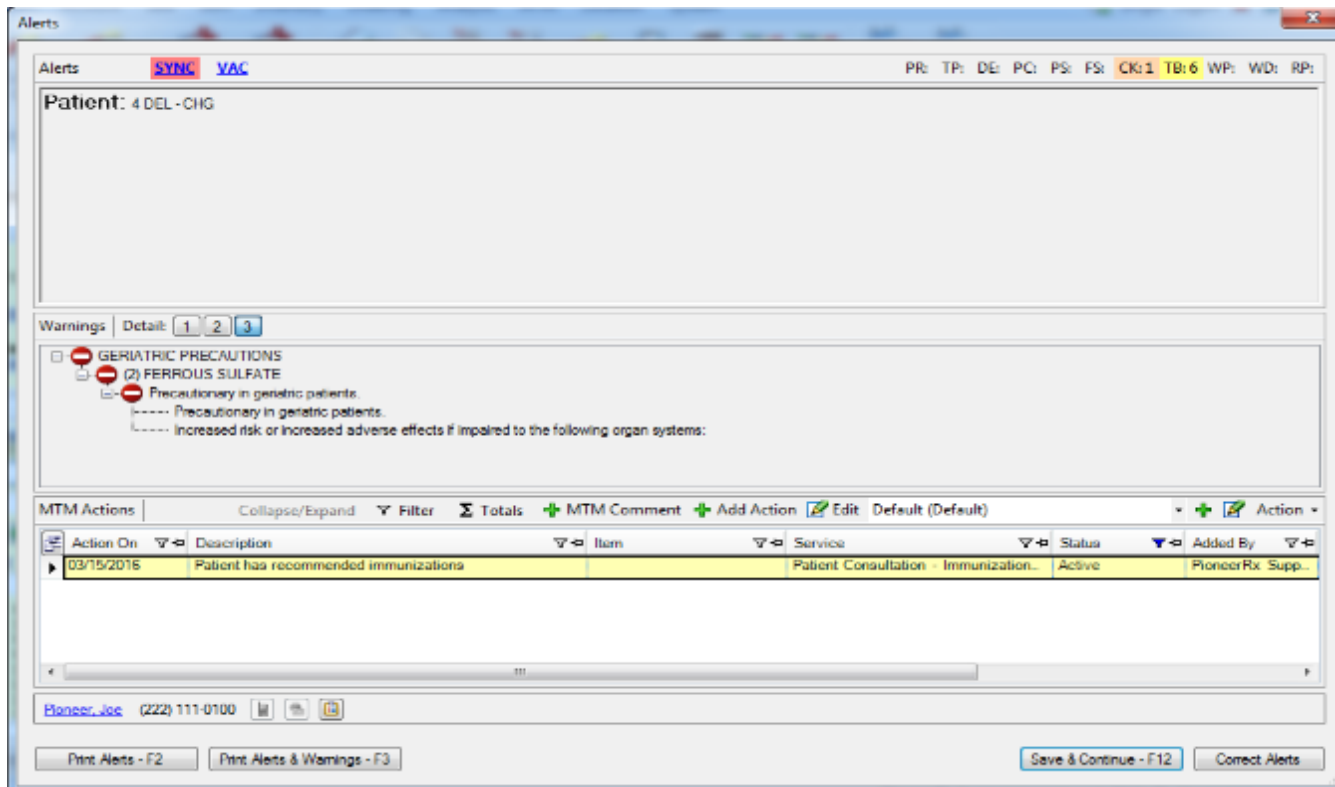 Alerts
Alerts SYNC VAC PR: TP: DE: PC: PS: FS: CK: 1 TB: 6 WP: WD: RP:
Patient: 4 DEL - CHG
Warnings Detail: 1 2 3
GERIATRIC PRECAUTIONS
(2) FERROUS SULFATE
Precautionary in geriatric patients.
Precautionary in geriatric patients.
Increased risk or increased adverse effects if impaired to the following organ systems:
MTM Actions Collapse/Expand Filter Σ Totals MTM Comment Add Action Edit Default (Default) Action
Action On Description Item Service Status Added By
03/15/2016 Patient has recommended immunizations Patient Consultation - Immunization... Active PioneerRx Supp...
Pioneer, Joe (222) 111-0100
Print Alerts - F2 Print Alerts & Warnings - F3 Save & Continue - F12 Correct Alerts